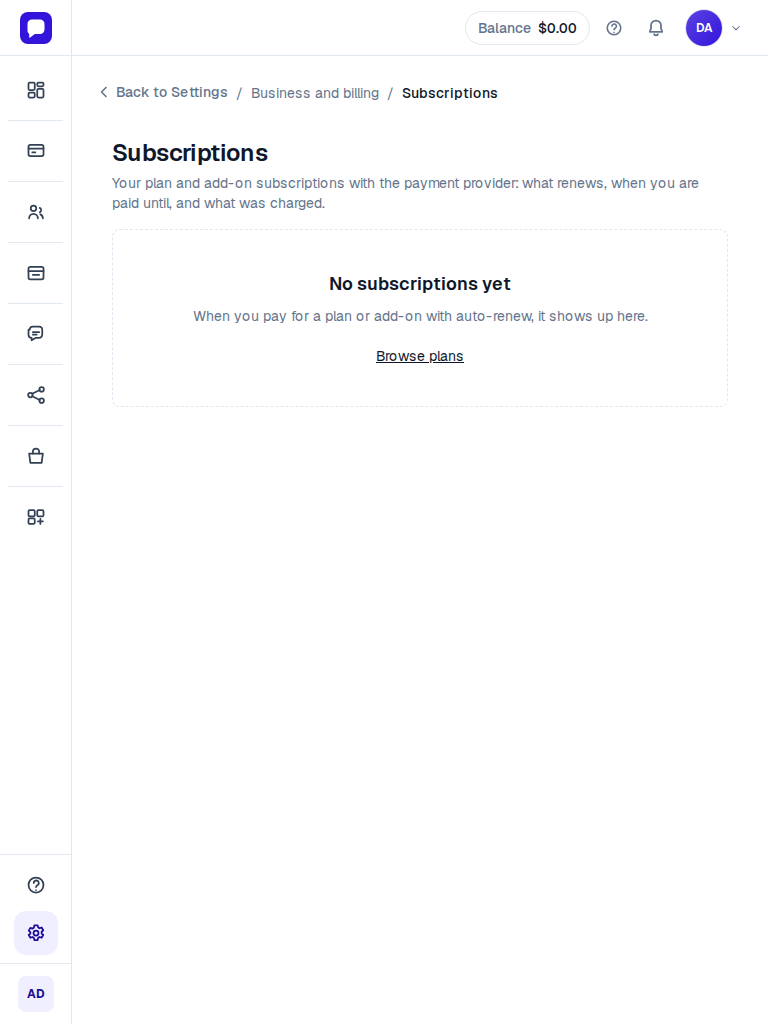 Balance $0.00
DA
Back to Settings / Business and billing / Subscriptions
Subscriptions
Your plan and add-on subscriptions with the payment provider: what renews, when you are
paid until, and what was charged.
No subscriptions yet
When you pay for a plan or add-on with auto-renew, it shows up here.
Browse plans
AD